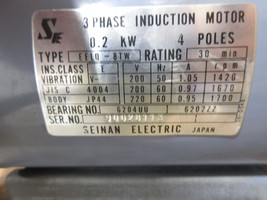 SE 3 PHASE INDUCTION MOTOR
0.2 KW 4 POLES
TYPE EFLQ-8TW RATING 30 min
INS.CLASS E V Hz A rpm
VIBRATION V- 200 50 1.05 1420
JIS C 4004 200 60 0.97 1670
BODY JP44 220 60 0.95 1700
BEARING NO. 6204UU 6202ZZ
SER.NO.
SEINAN ELECTRIC JAPAN